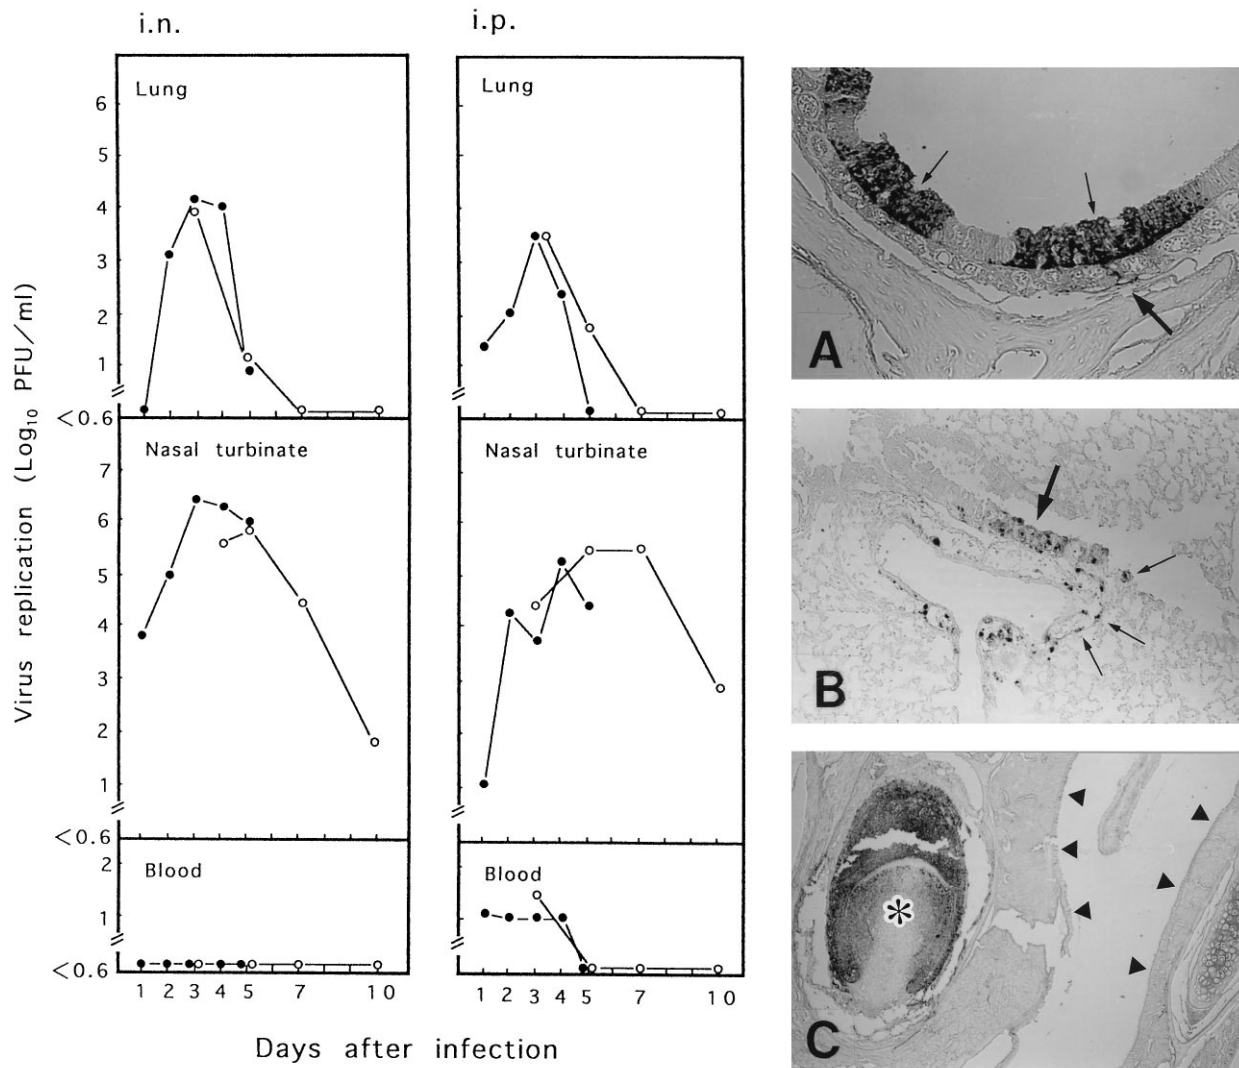 i.n.
i.p.
Virus replication (Log₁₀ PFU/ml)
Lung
6
5
4
3
2
1
<0.6
Lung
Nasal turbinate
7
6
5
4
3
2
1
<0.6
Nasal turbinate
Blood
2
1
<0.6
Blood
1 2 3 4 5 7 10
1 2 3 4 5 7 10
Days after infection
A
B
C
*